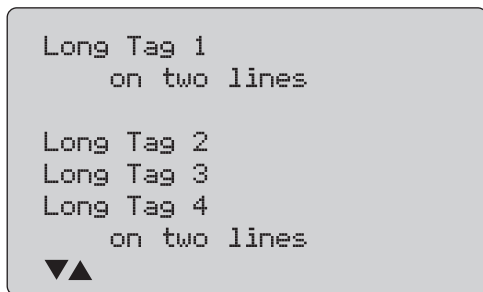 Long Tag 1
on two lines
Long Tag 2
Long Tag 3
Long Tag 4
on two lines
▼▲